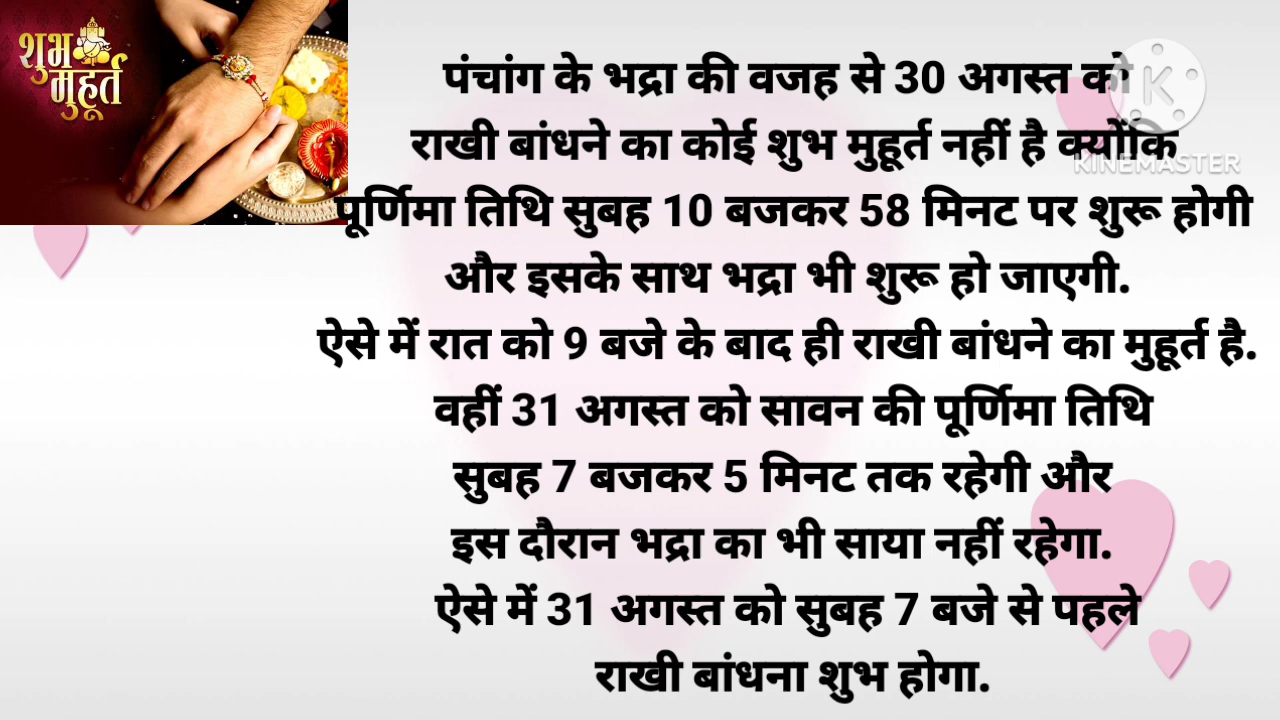 शुभ
मुहूर्त
पंचांग के भद्रा की वजह से 30 अगस्त को
राखी बांधने का कोई शुभ मुहूर्त नहीं है क्योंकि
पूर्णिमा तिथि सुबह 10 बजकर 58 मिनट पर शुरू होगी
और इसके साथ भद्रा भी शुरू हो जाएगी.
ऐसे में रात को 9 बजे के बाद ही राखी बांधने का मुहूर्त है.
वहीं 31 अगस्त को सावन की पूर्णिमा तिथि
सुबह 7 बजकर 5 मिनट तक रहेगी और
इस दौरान भद्रा का भी साया नहीं रहेगा.
ऐसे में 31 अगस्त को सुबह 7 बजे से पहले
राखी बांधना शुभ होगा.
K
KINEMASTER